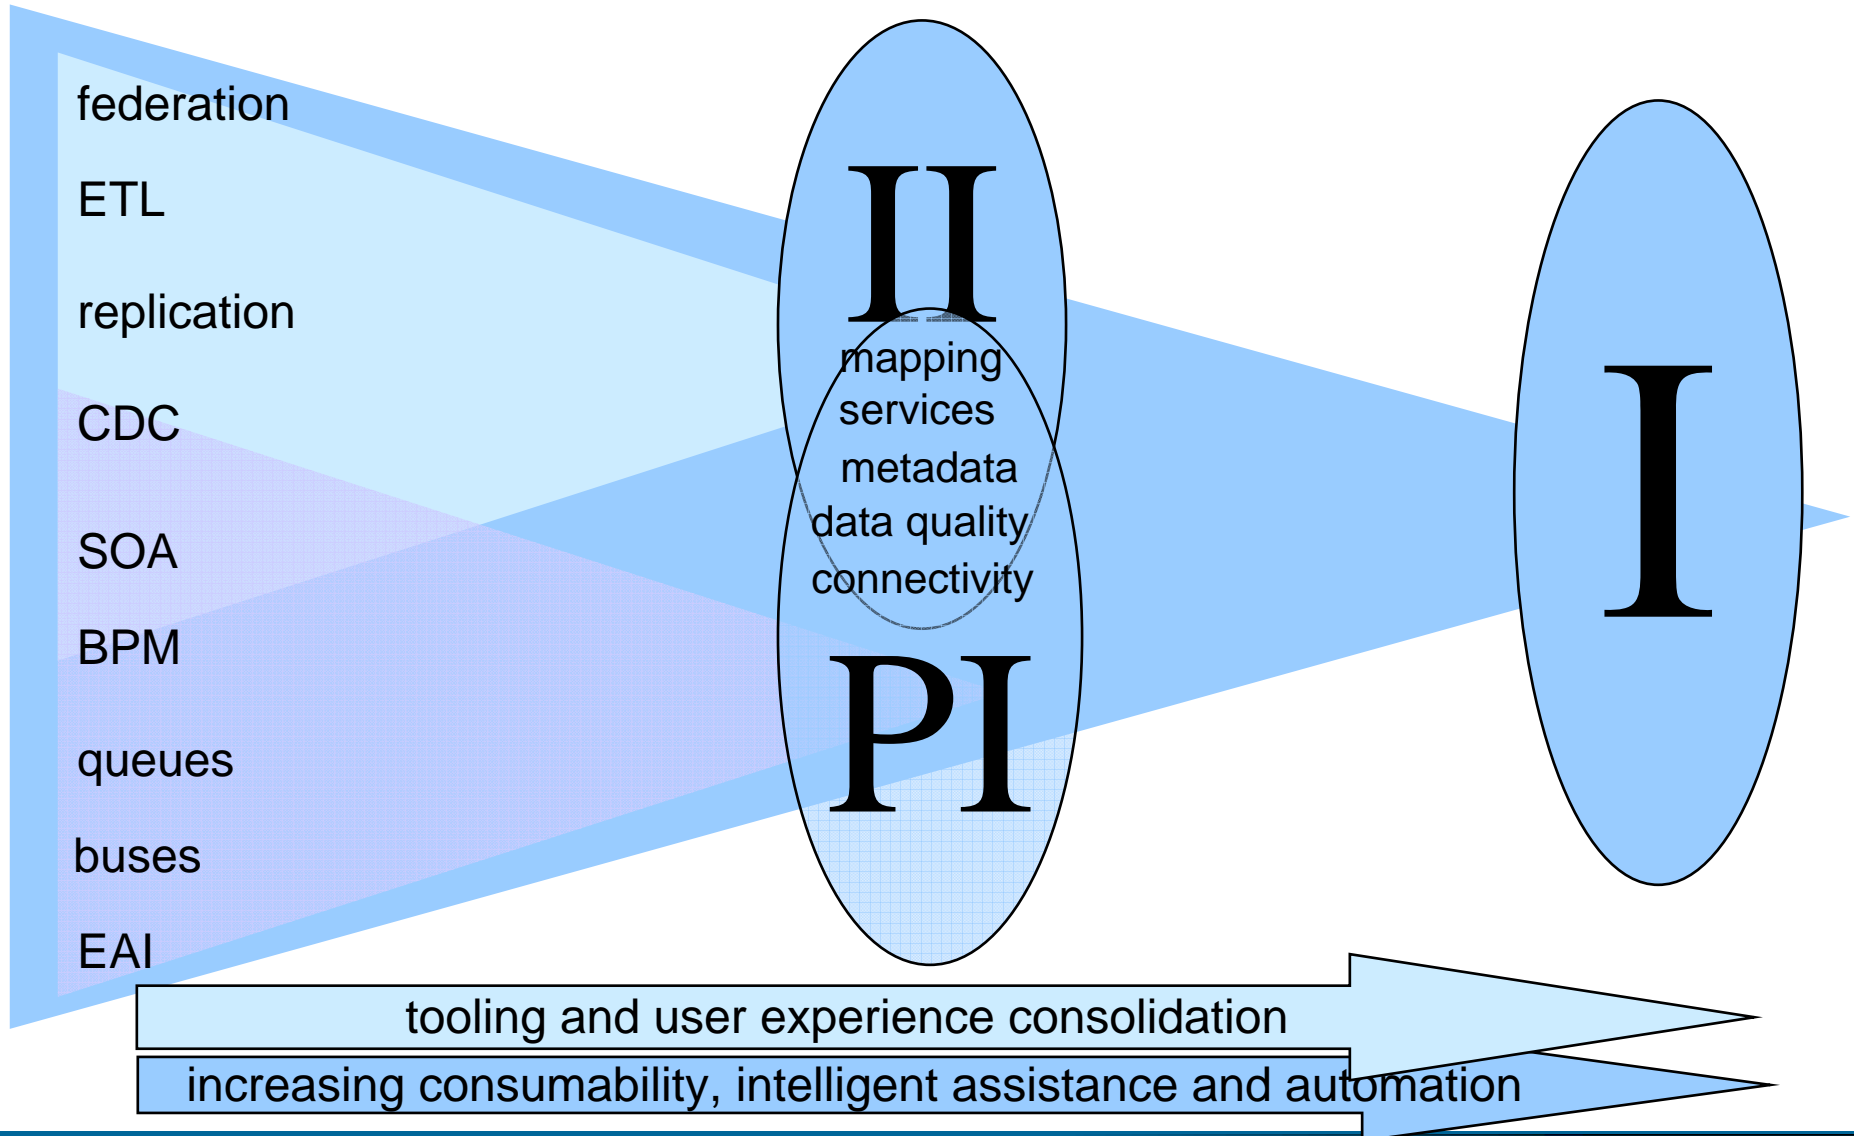 federation
ETL
replication
CDC
SOA
BPM
queues
buses
EAI
II
mapping
services
metadata
data quality
connectivity
PI
I
tooling and user experience consolidation
increasing consumability, intelligent assistance and automation